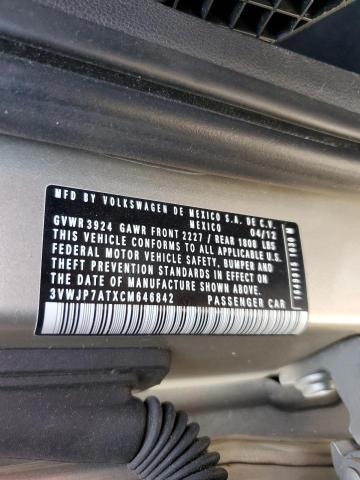 MFD BY VOLKSWAGEN DE MEXICO S.A. DE C.V.
MEXICO 04/12
GVWR 3924 GAWR FRONT 2227 / REAR 1808 LBS
THIS VEHICLE CONFORMS TO ALL APPLICABLE U.S.
FEDERAL MOTOR VEHICLE SAFETY, BUMPER AND
THEFT PREVENTION STANDARDS IN EFFECT ON
THE DATE OF MANUFACTURE SHOWN ABOVE.
3VWJP7ATXCM646842 PASSENGER CAR